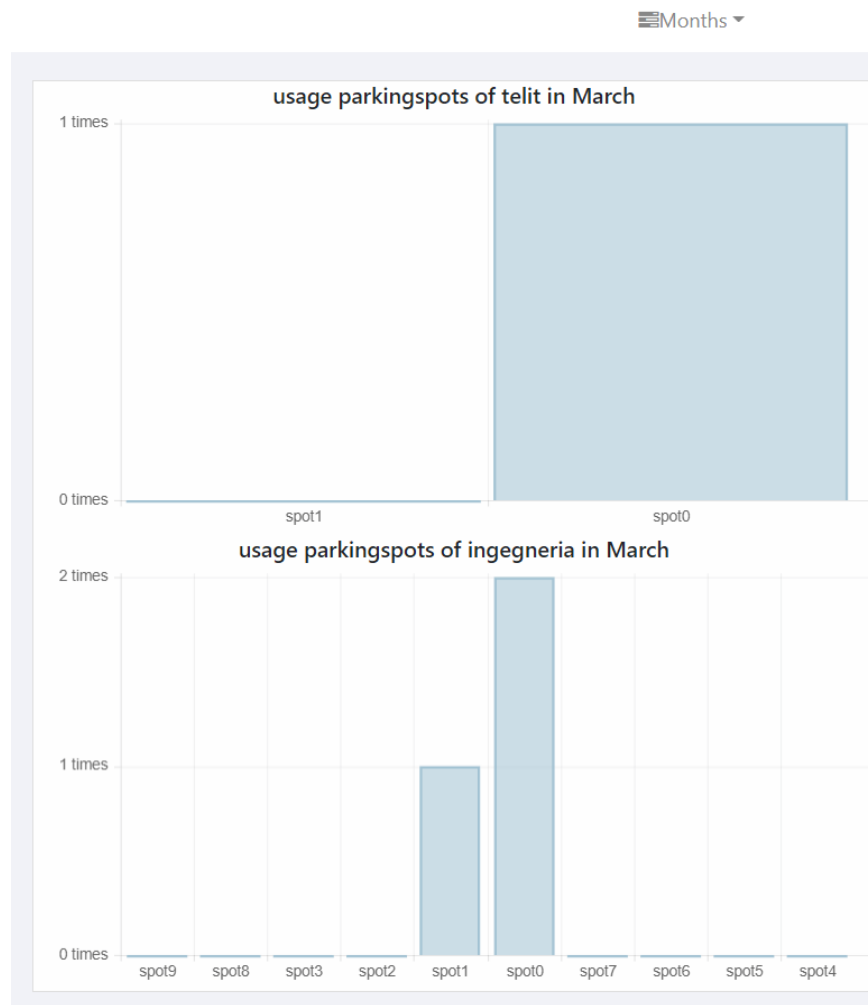 Months
usage parkingspots of telit in March
1 times
0 times
spot1 spot0
usage parkingspots of ingegneria in March
2 times
1 times
0 times
spot9 spot8 spot3 spot2 spot1 spot0 spot7 spot6 spot5 spot4